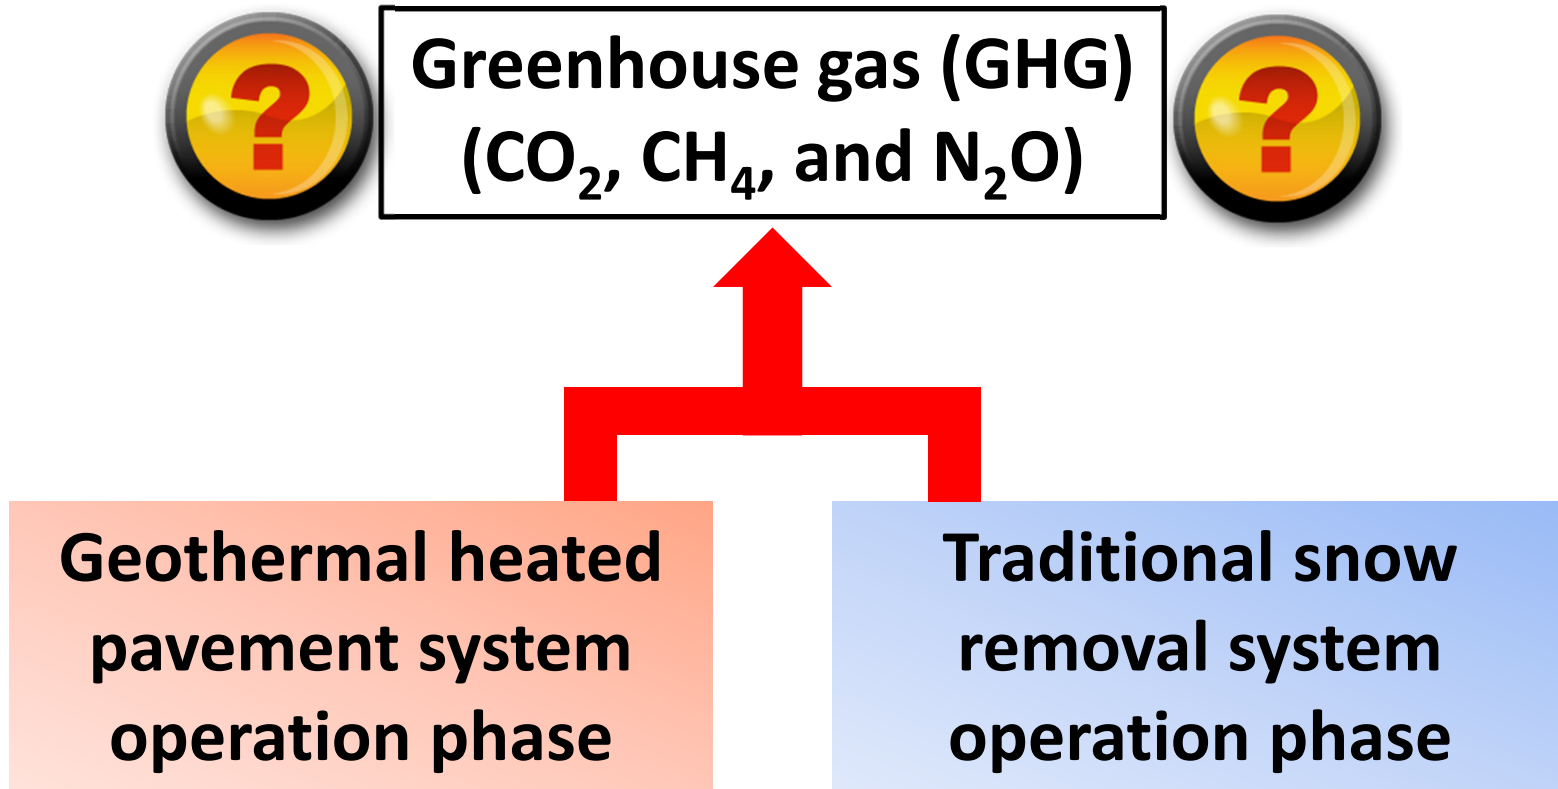 ?
Greenhouse gas (GHG)
(CO₂, CH₄, and N₂O)
?
Geothermal heated
pavement system
operation phase
Traditional snow
removal system
operation phase